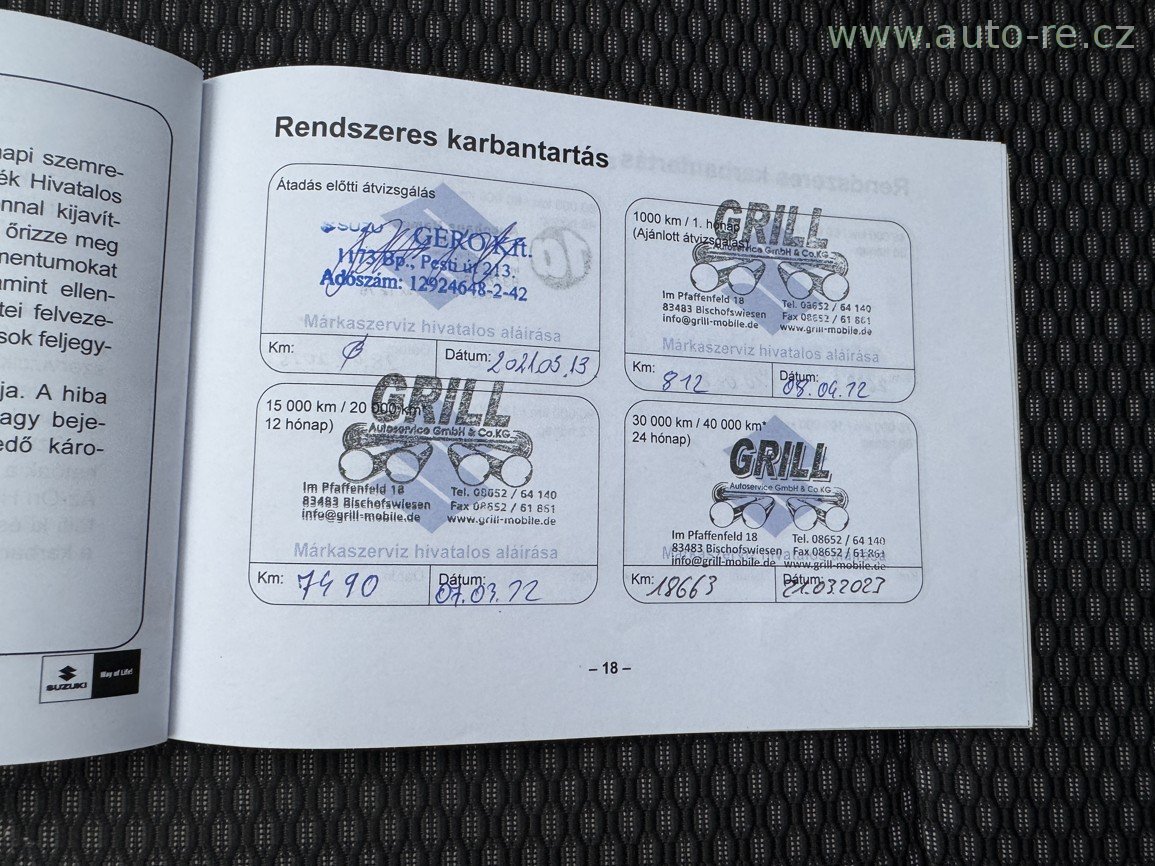 www.auto-re.cz
napi szemre-
ék Hivatalos
nnal kijavít-
őrizze meg
mentumokat
amint ellen-
tei felveze-
sok feljegy-
ja. A hiba
vagy beje-
edő káro-
SUZUKI
Way of Life!
Rendszeres karbantartás
Átadás előtti átvizsgálás
GERO Kft.
1173 Bp., Pesti út 213.
Adószám: 12924648-2-42
Márkaszerviz hivatalos aláírása
Km:
Dátum: 2021.05.13
1000 km / 1. hónap
(Ajánlott átvizsgálás)
GRILL
Autoservice GmbH & Co.KG
Im Pfaffenfeld 18 Tel. 08652 / 64 140
83483 Bischofswiesen Fax 08652 / 61 861
info@grill-mobile.de www.grill-mobile.de
Márkaszerviz hivatalos aláírása
Km: 812
Dátum:
15 000 km / 20 000 km*
12 hónap)
GRILL
Autoservice GmbH & Co.KG
Im Pfaffenfeld 18 Tel. 08652 / 64 140
83483 Bischofswiesen Fax 08652 / 61 861
info@grill-mobile.de www.grill-mobile.de
Márkaszerviz hivatalos aláírása
Km: 7490
Dátum:
30 000 km / 40 000 km*
24 hónap)
GRILL
Autoservice GmbH & Co.KG
Im Pfaffenfeld 18 Tel. 08652 / 64 140
83483 Bischofswiesen Fax 08652 / 61 861
info@grill-mobile.de www.grill-mobile.de
Márkaszerviz hivatalos aláírása
Km: 18663
Dátum: 21.03.2023
– 18 –